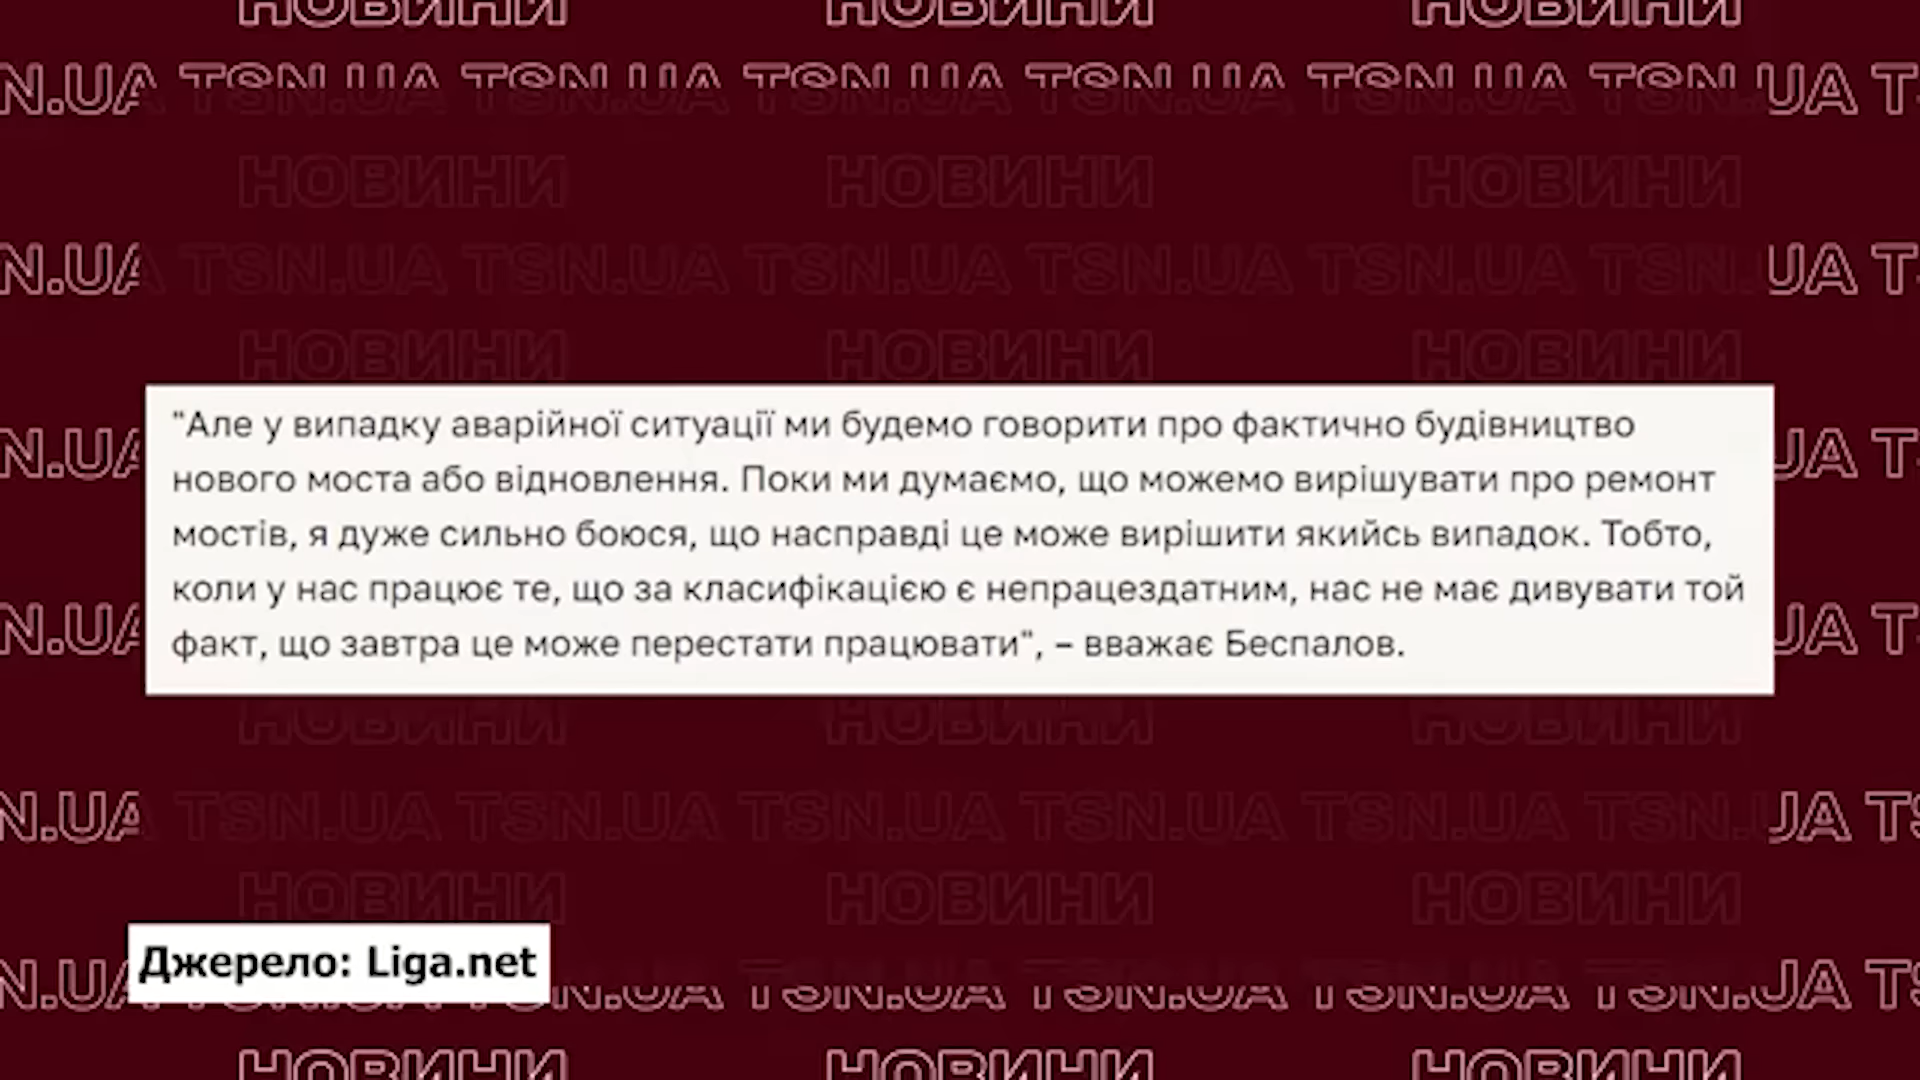 НОВИНИ НОВИНИ НОВИНИ
N.UA TSN.UA TSN.UA TSN.UA TSN.UA TSN.UA TSN.UA T
НОВИНИ НОВИНИ НОВИНИ
N.UA TSN.UA TSN.UA TSN.UA TSN.UA TSN.UA TSN.UA T
НОВИНИ НОВИНИ НОВИНИ
"Але у випадку аварійної ситуації ми будемо говорити про фактично будівництво
нового моста або відновлення. Поки ми думаємо, що можемо вирішувати про ремонт
мостів, я дуже сильно боюся, що насправді це може вирішити якийсь випадок. Тобто,
коли у нас працює те, що за класифікацією є непрацездатним, нас не має дивувати той
факт, що завтра це може перестати працювати", – вважає Беспалов.
N.UA UA T
N.UA UA T
НОВИНИ НОВИНИ НОВИНИ
N.UA TSN.UA TSN.UA TSN.UA TSN.UA TSN.UA TSN.UA TS
НОВИНИ НОВИНИ НОВИНИ
Джерело: Liga.net
N.UA N.UA TSN.UA TSN.UA TSN.UA TSN.UA TS
НОВИНИ НОВИНИ НОВИНИ